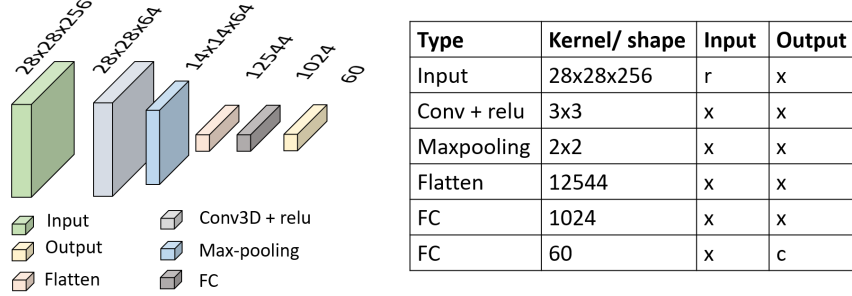 28x28x256
28x28x64
14x14x64
12544
1024
60
Input
Output
Flatten
Conv3D + relu
Max-pooling
FC
Type Kernel/ shape Input Output
Input 28x28x256 r x
Conv + relu 3x3 x x
Maxpooling 2x2 x x
Flatten 12544 x x
FC 1024 x x
FC 60 x c